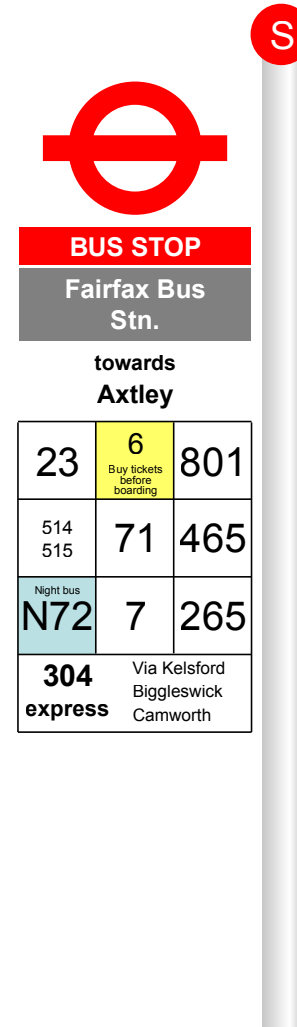 S
BUS STOP
Fairfax Bus
Stn.
towards
Axtley
23
6
Buy tickets
before
boarding
801
514
515
71
465
Night bus
N72
7
265
304
express
Via Kelsford
Biggleswick
Camworth